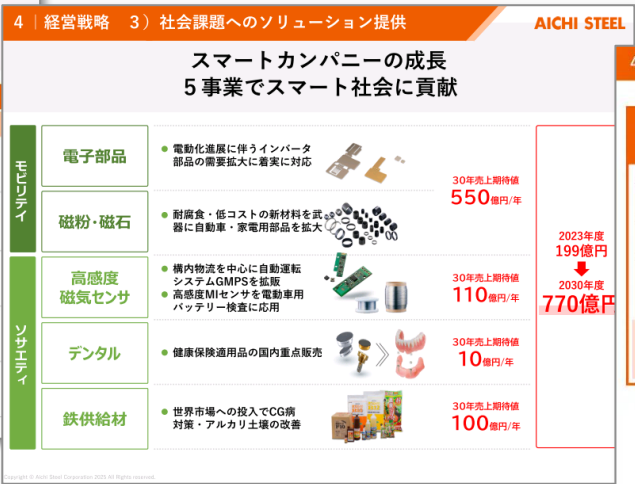 4 | 経営戦略　３）社会課題へのソリューション提供
AICHI STEEL
スマートカンパニーの成長
５事業でスマート社会に貢献
モビリティ
電子部品
● 電動化進展に伴うインバータ
部品の需要拡大に着実に対応
磁粉・磁石
● 耐腐食・低コストの新材料を武
器に自動車・家電用部品を拡大
30年売上期待値
550億円/年
ソサエティ
高感度
磁気センサ
● 構内物流を中心に自動運転
システムGMPSを拡販
● 高感度MIセンサを電動車用
バッテリー検査に応用
30年売上期待値
110億円/年
デンタル
● 健康保険適用品の国内重点販売
30年売上期待値
10億円/年
鉄供給材
● 世界市場への投入でCG病
対策・アルカリ土壌の改善
30年売上期待値
100億円/年
2023年度
199億円
2030年度
770億円
Copyright © Aichi Steel Corporation 2025 All Rights reserved.
4